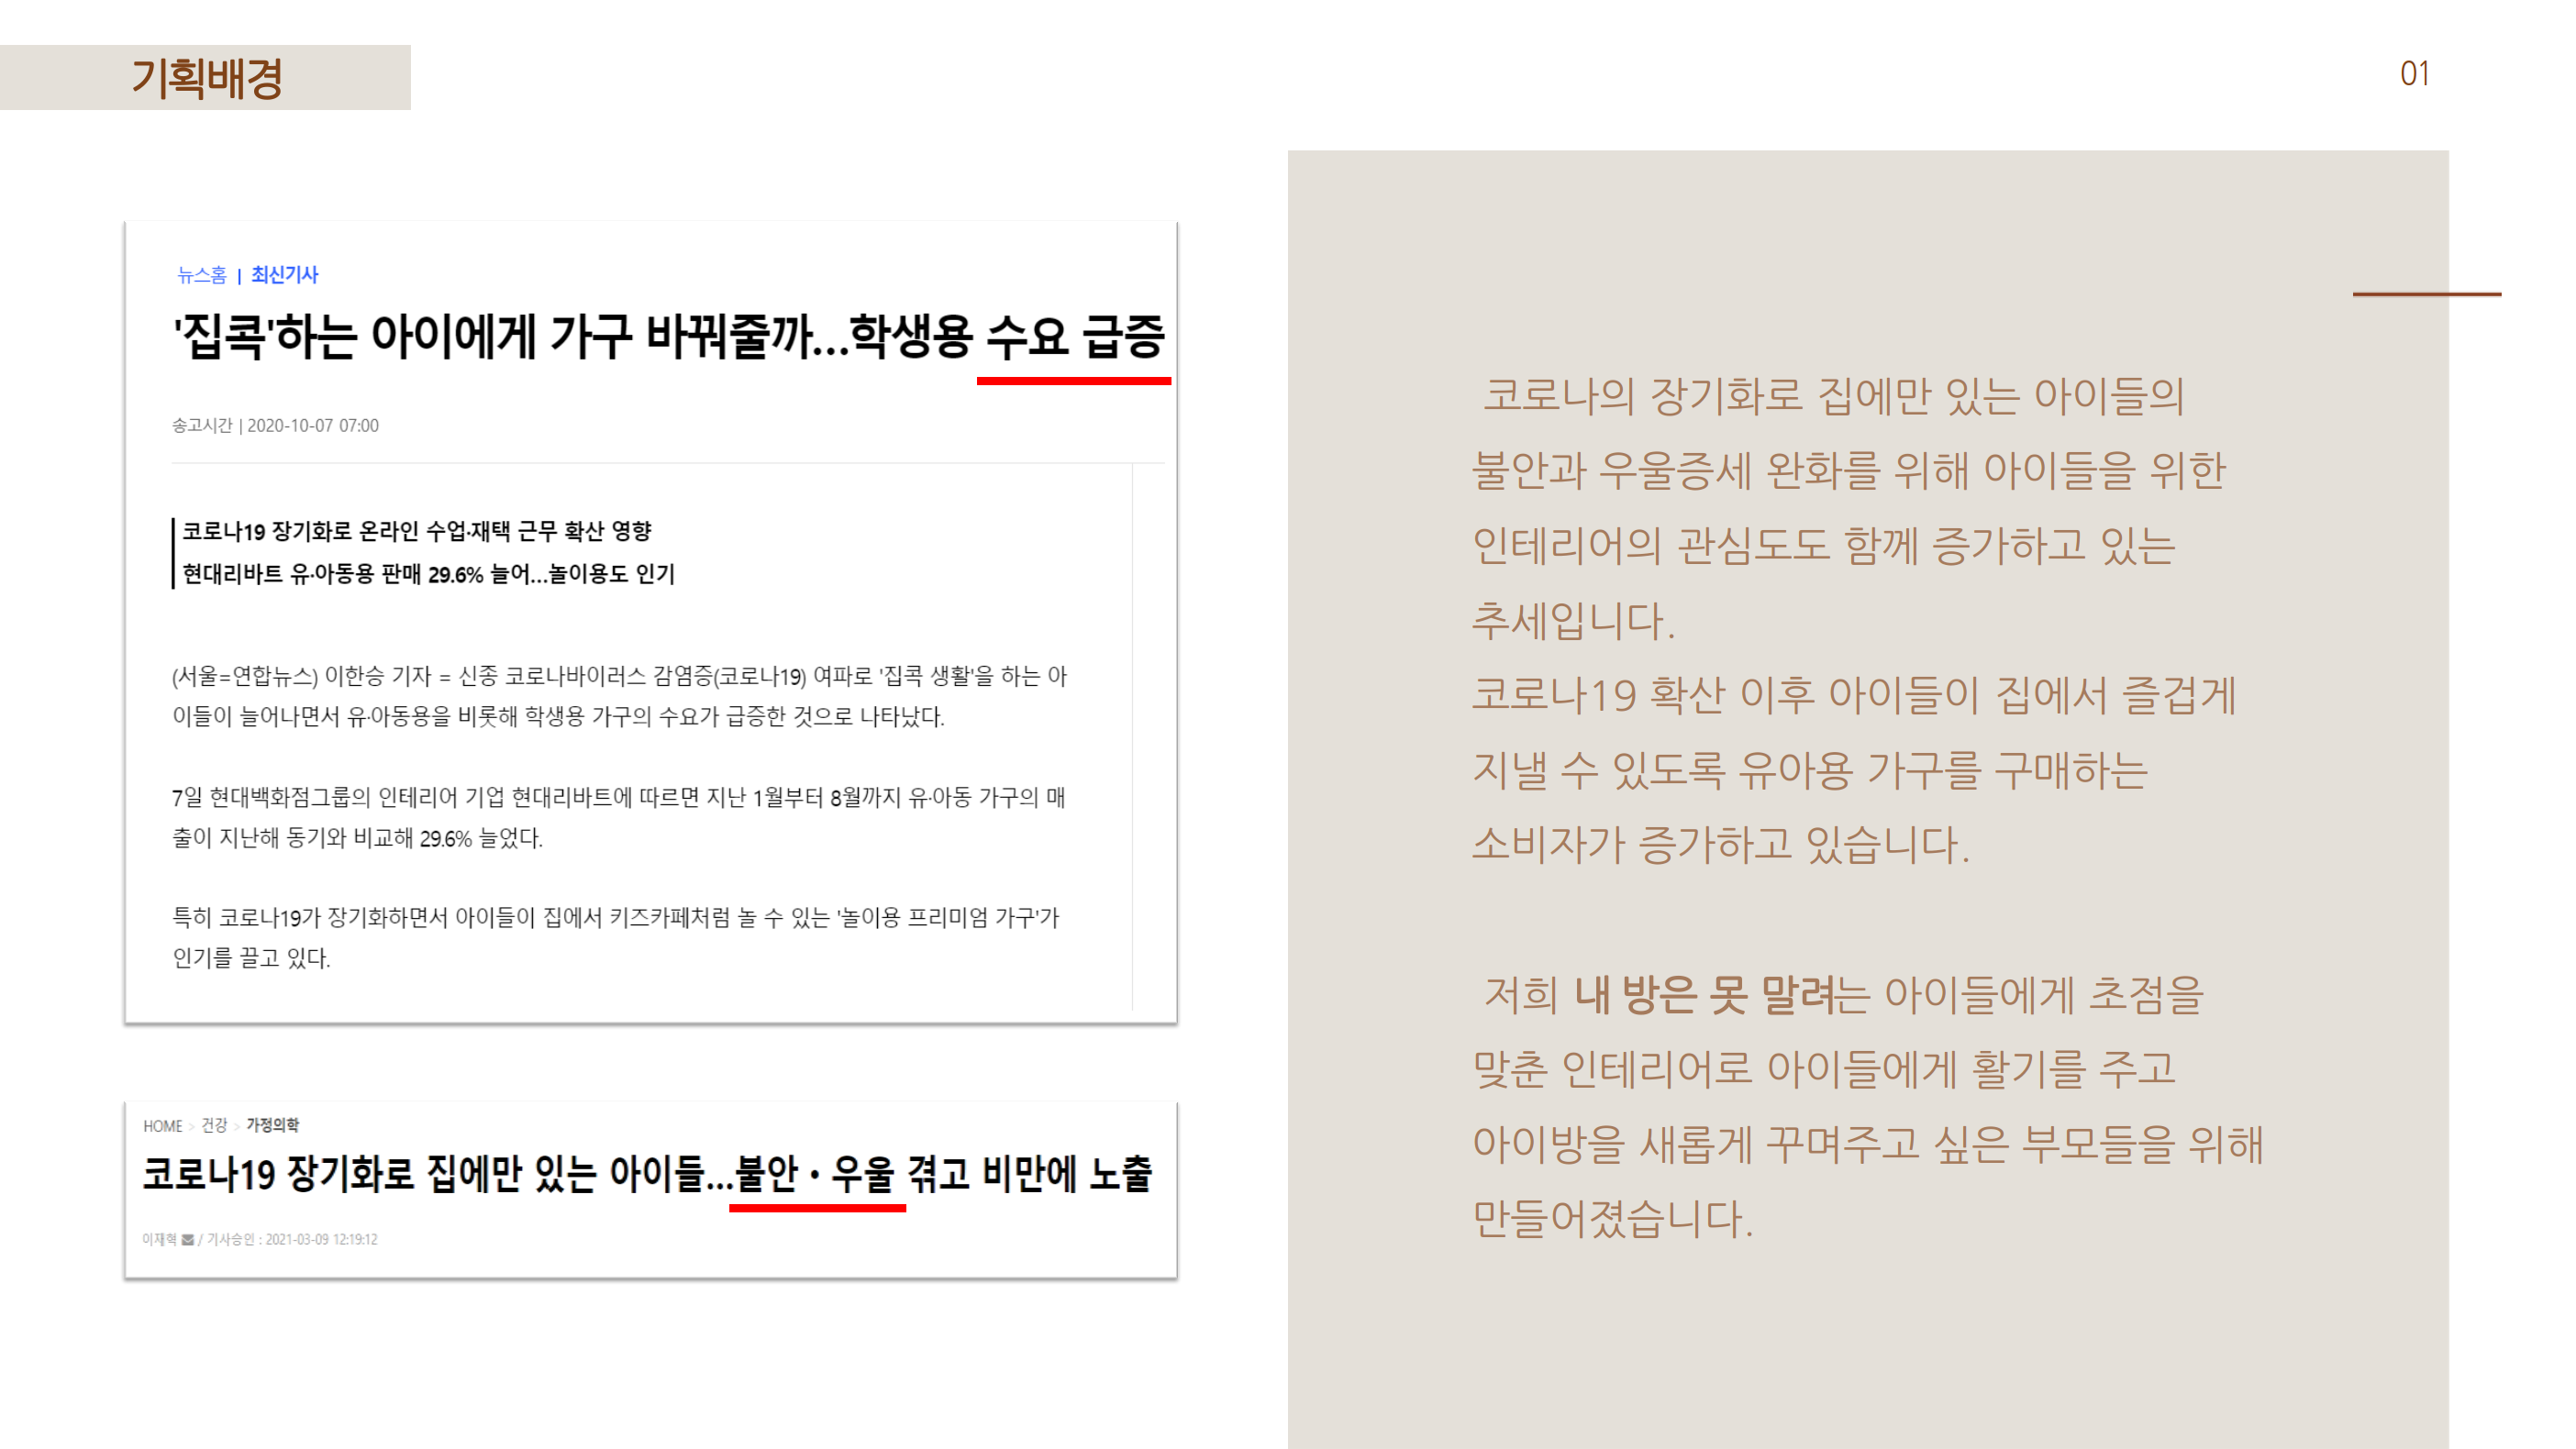 기획배경
01
뉴스홈 | 최신기사
'집콕'하는 아이에게 가구 바꿔줄까...학생용 수요 급증
송고시간 | 2020-10-07 07:00
코로나19 장기화로 온라인 수업·재택 근무 확산 영향
현대리바트 유·아동용 판매 29.6% 늘어...놀이용도 인기
(서울=연합뉴스) 이한승 기자 = 신종 코로나바이러스 감염증(코로나19) 여파로 '집콕 생활'을 하는 아
이들이 늘어나면서 유·아동용을 비롯해 학생용 가구의 수요가 급증한 것으로 나타났다.
7일 현대백화점그룹의 인테리어 기업 현대리바트에 따르면 지난 1월부터 8월까지 유·아동 가구의 매
출이 지난해 동기와 비교해 29.6% 늘었다.
특히 코로나19가 장기화하면서 아이들이 집에서 키즈카페처럼 놀 수 있는 '놀이용 프리미엄 가구'가
인기를 끌고 있다.
HOME > 건강 > 가정의학
코로나19 장기화로 집에만 있는 아이들...불안·우울 겪고 비만에 노출
이재혁 / 기사승인 : 2021-03-09 12:19:12
코로나의 장기화로 집에만 있는 아이들의
불안과 우울증세 완화를 위해 아이들을 위한
인테리어의 관심도도 함께 증가하고 있는
추세입니다.
코로나19 확산 이후 아이들이 집에서 즐겁게
지낼 수 있도록 유아용 가구를 구매하는
소비자가 증가하고 있습니다.
저희 내 방은 못 말려는 아이들에게 초점을
맞춘 인테리어로 아이들에게 활기를 주고
아이방을 새롭게 꾸며주고 싶은 부모들을 위해
만들어졌습니다.